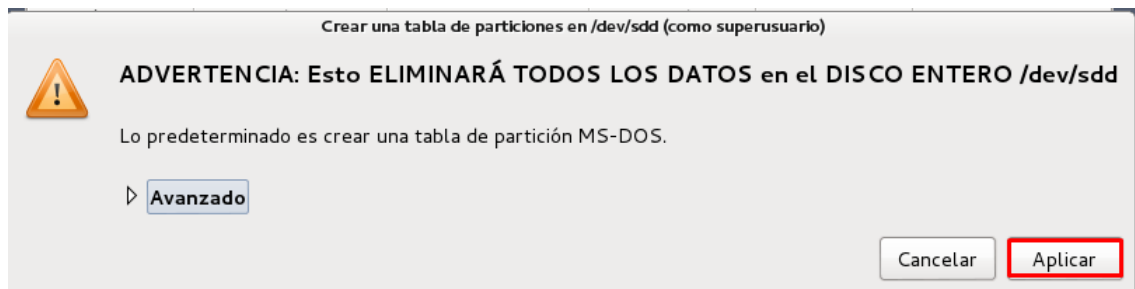 Crear una tabla de particiones en /dev/sdd (como superusuario)
ADVERTENCIA: Esto ELIMINARÁ TODOS LOS DATOS en el DISCO ENTERO /dev/sdd
Lo predeterminado es crear una tabla de partición MS-DOS.
Avanzado
Cancelar Aplicar